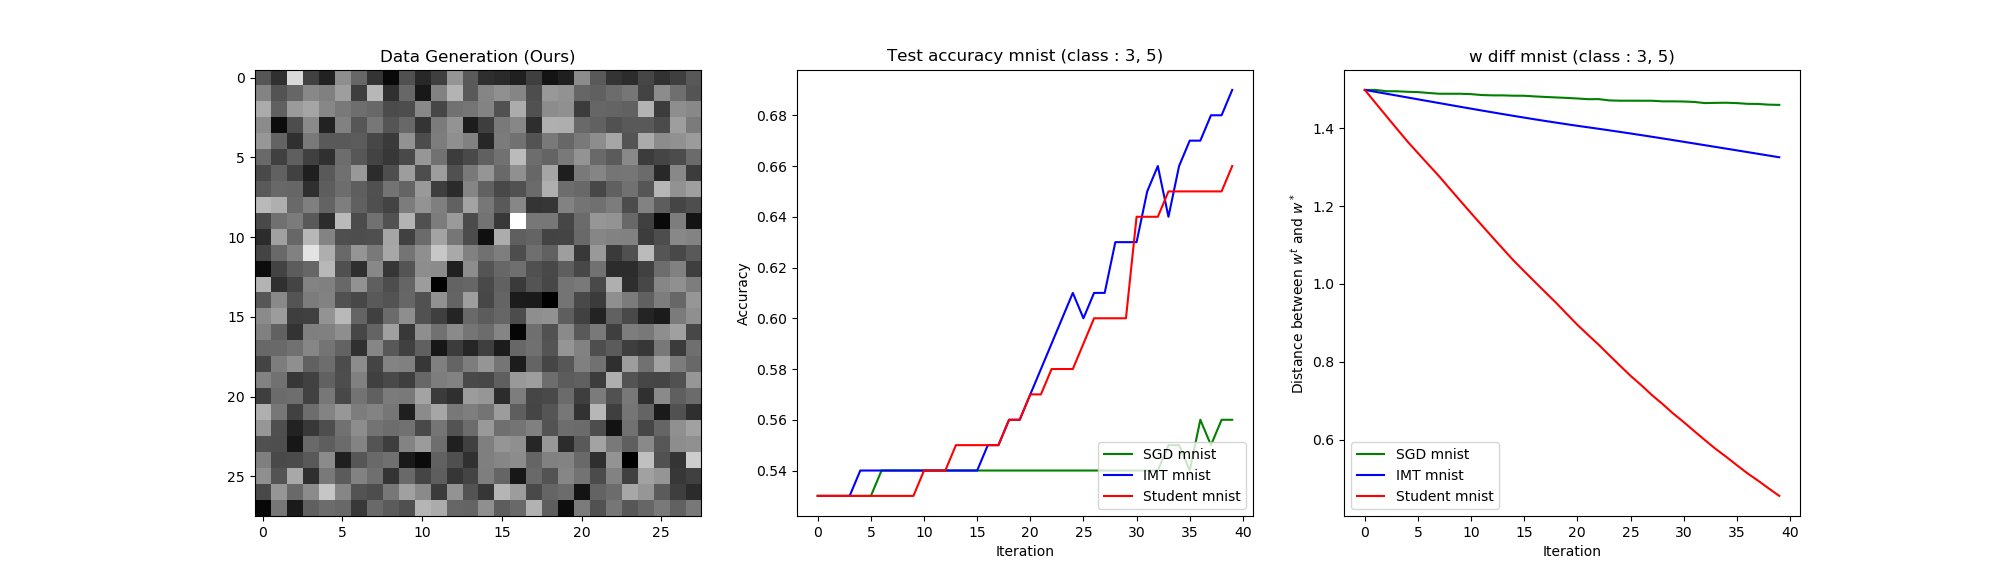 Data Generation (Ours)
0
5
10
15
20
25
0 5 10 15 20 25
Test accuracy mnist (class : 3, 5)
Accuracy
0.68
0.66
0.64
0.62
0.60
0.58
0.56
0.54
SGD mnist
IMT mnist
Student mnist
0 5 10 15 20 25 30 35 40
Iteration
w diff mnist (class : 3, 5)
Distance between w^t and w^*
1.4
1.2
1.0
0.8
0.6
SGD mnist
IMT mnist
Student mnist
0 5 10 15 20 25 30 35 40
Iteration